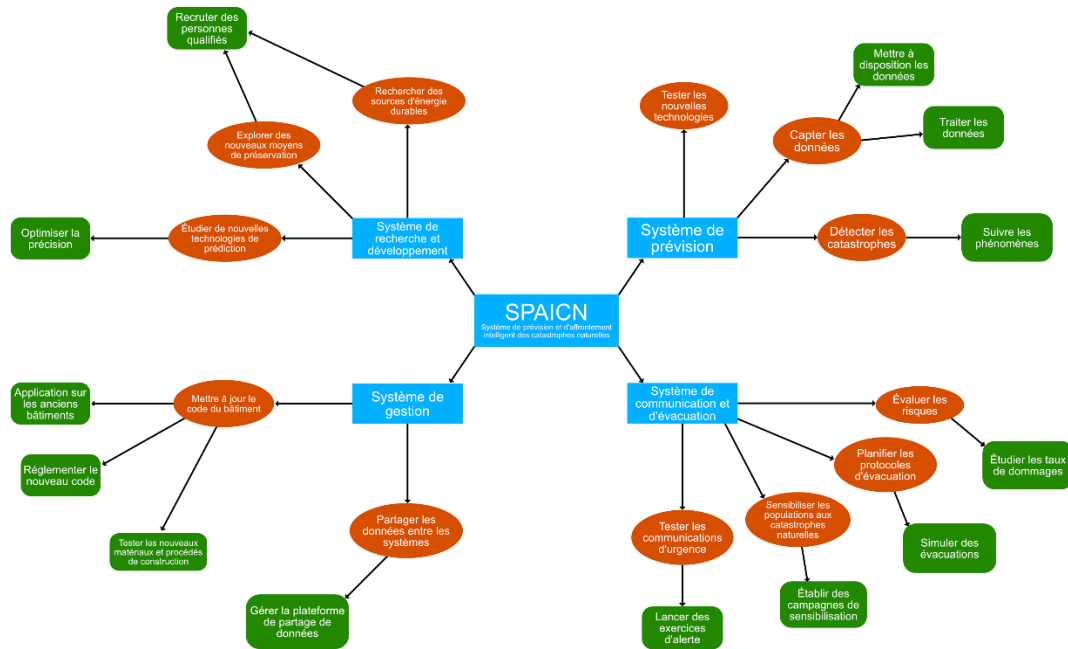 Recruter des
personnes
qualifiés
Rechercher des
sources d'énergie
durables
Explorer des
nouveaux moyens
de préservation
Optimiser la
précision
Étudier de nouvelles
technologies de
prédiction
Système de
recherche et
développement
Tester les
nouvelles
technologies
Mettre à
disposition les
données
Capter les
données
Traiter les
données
Système de
prévision
Détecter les
catastrophes
Suivre les
phénomènes
SPAICN
Système de prévision et d'affrontement
intelligent des catastrophes naturelles
Application sur
les anciens
bâtiments
Mettre à jour le
code du bâtiment
Système de
gestion
Réglementer le
nouveau code
Tester les nouveaux
matériaux et procédés
de construction
Partager les
données entre les
systèmes
Gérer la plateforme
de partage de
données
Système de
communication et
d'évacuation
Évaluer les
risques
Étudier les taux
de dommages
Planifier les
protocoles
d'évacuation
Simuler des
évacuations
Sensibiliser les
populations aux
catastrophes
naturelles
Établir des
campagnes de
sensibilisation
Tester les
communications
d'urgence
Lancer des
exercices
d'alerte